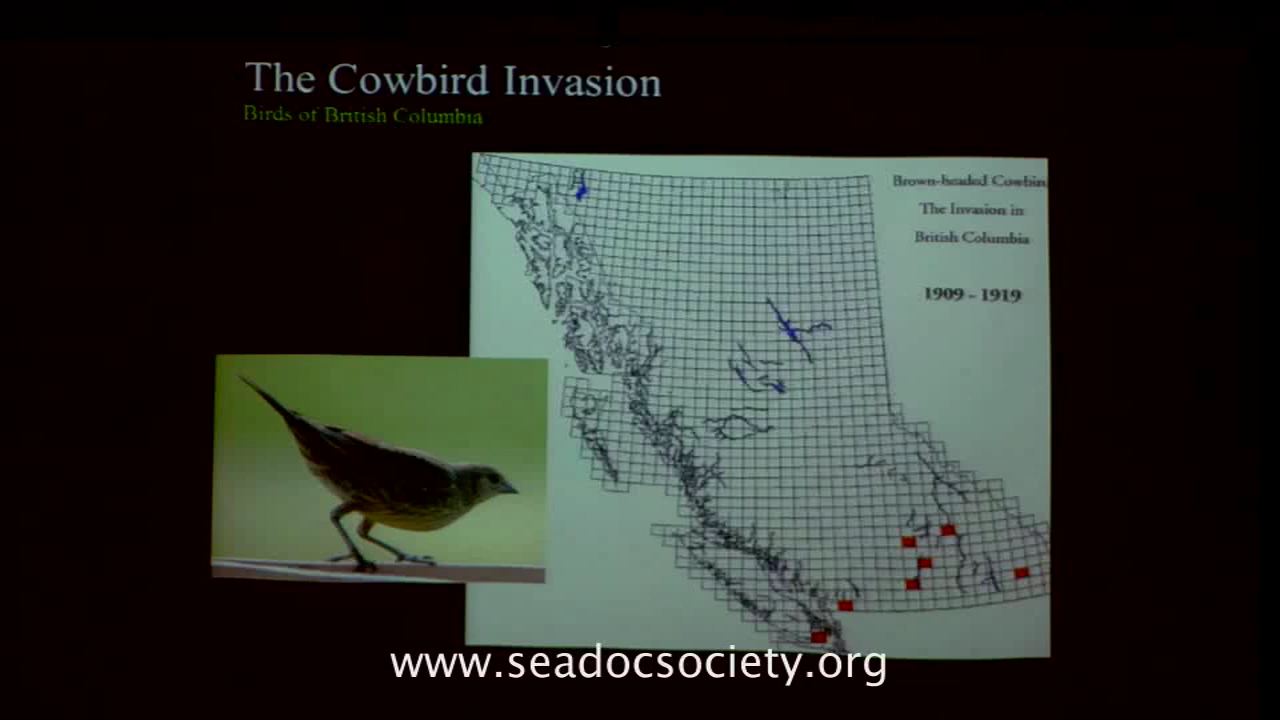 The Cowbird Invasion
Birds of British Columbia
Brown-headed Cowbir
The Invasion in
British Columbia
1909 - 1919
www.seadocsociety.org